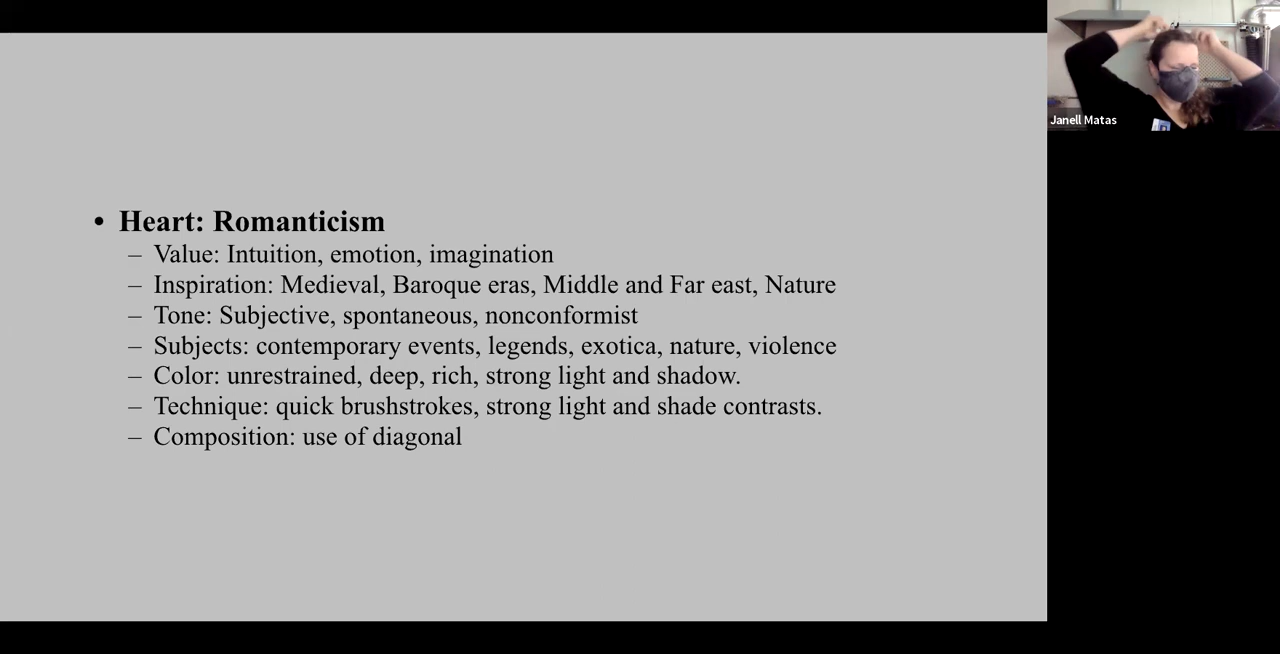 • Heart: Romanticism
– Value: Intuition, emotion, imagination
– Inspiration: Medieval, Baroque eras, Middle and Far east, Nature
– Tone: Subjective, spontaneous, nonconformist
– Subjects: contemporary events, legends, exotica, nature, violence
– Color: unrestrained, deep, rich, strong light and shadow.
– Technique: quick brushstrokes, strong light and shade contrasts.
– Composition: use of diagonal
Janell Matas